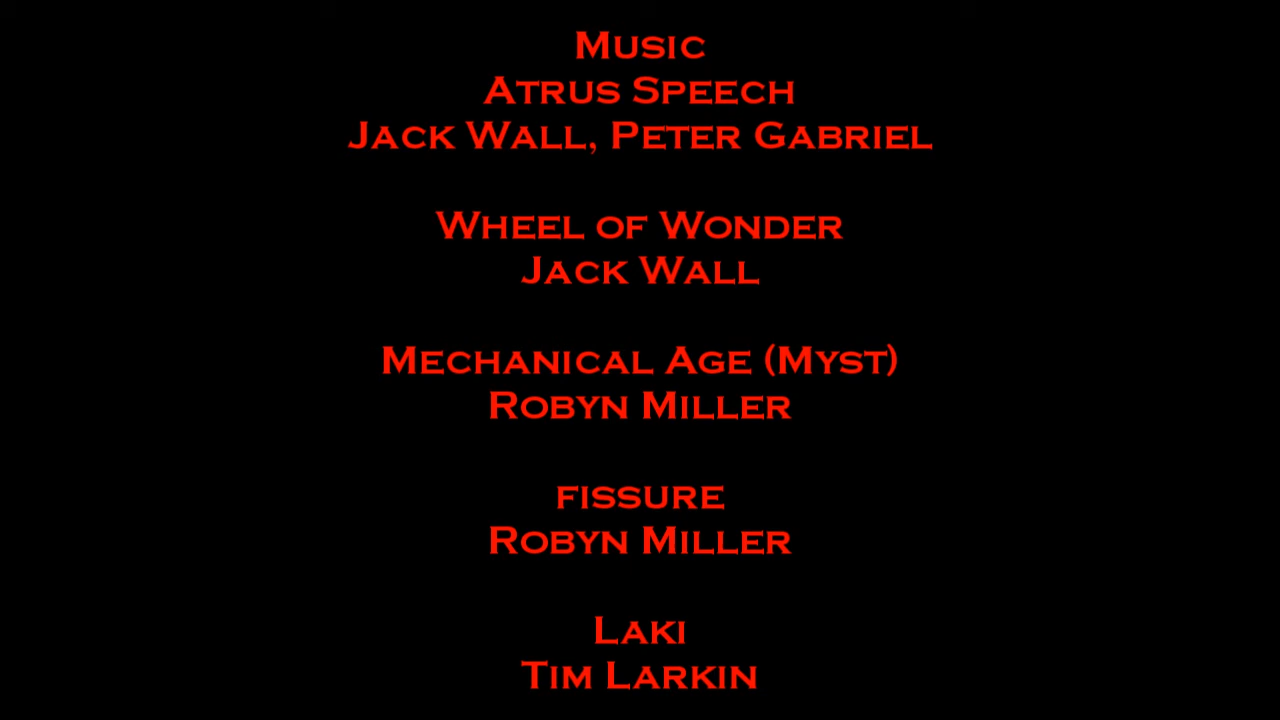 Music
Atrus Speech
Jack Wall, Peter Gabriel
Wheel of Wonder
Jack Wall
Mechanical Age (Myst)
Robyn Miller
fissure
Robyn Miller
Laki
Tim Larkin